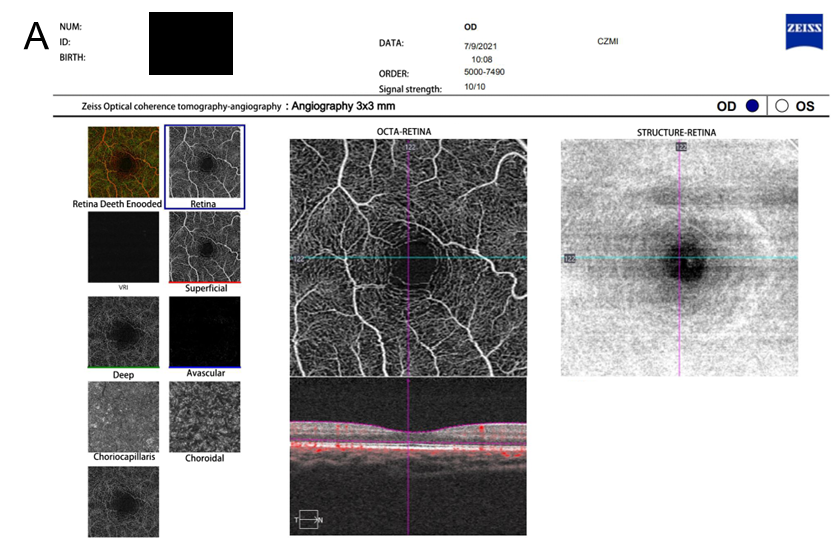 A
NUM:
ID:
BIRTH:
OD
DATA:
7/9/2021
CZMI
10:08
ORDER:
5000-7490
Signal strength:
10/10
ZEISS
Zeiss Optical coherence tomography-angiography : Angiography 3x3 mm
OD
OS
Retina Deeth Enooded
Retina
VRI
Superficial
Deep
Avascular
Choriocapillaris
Choroidal
OCTA-RETINA
122
122
T
N
STRUCTURE-RETINA
122
122